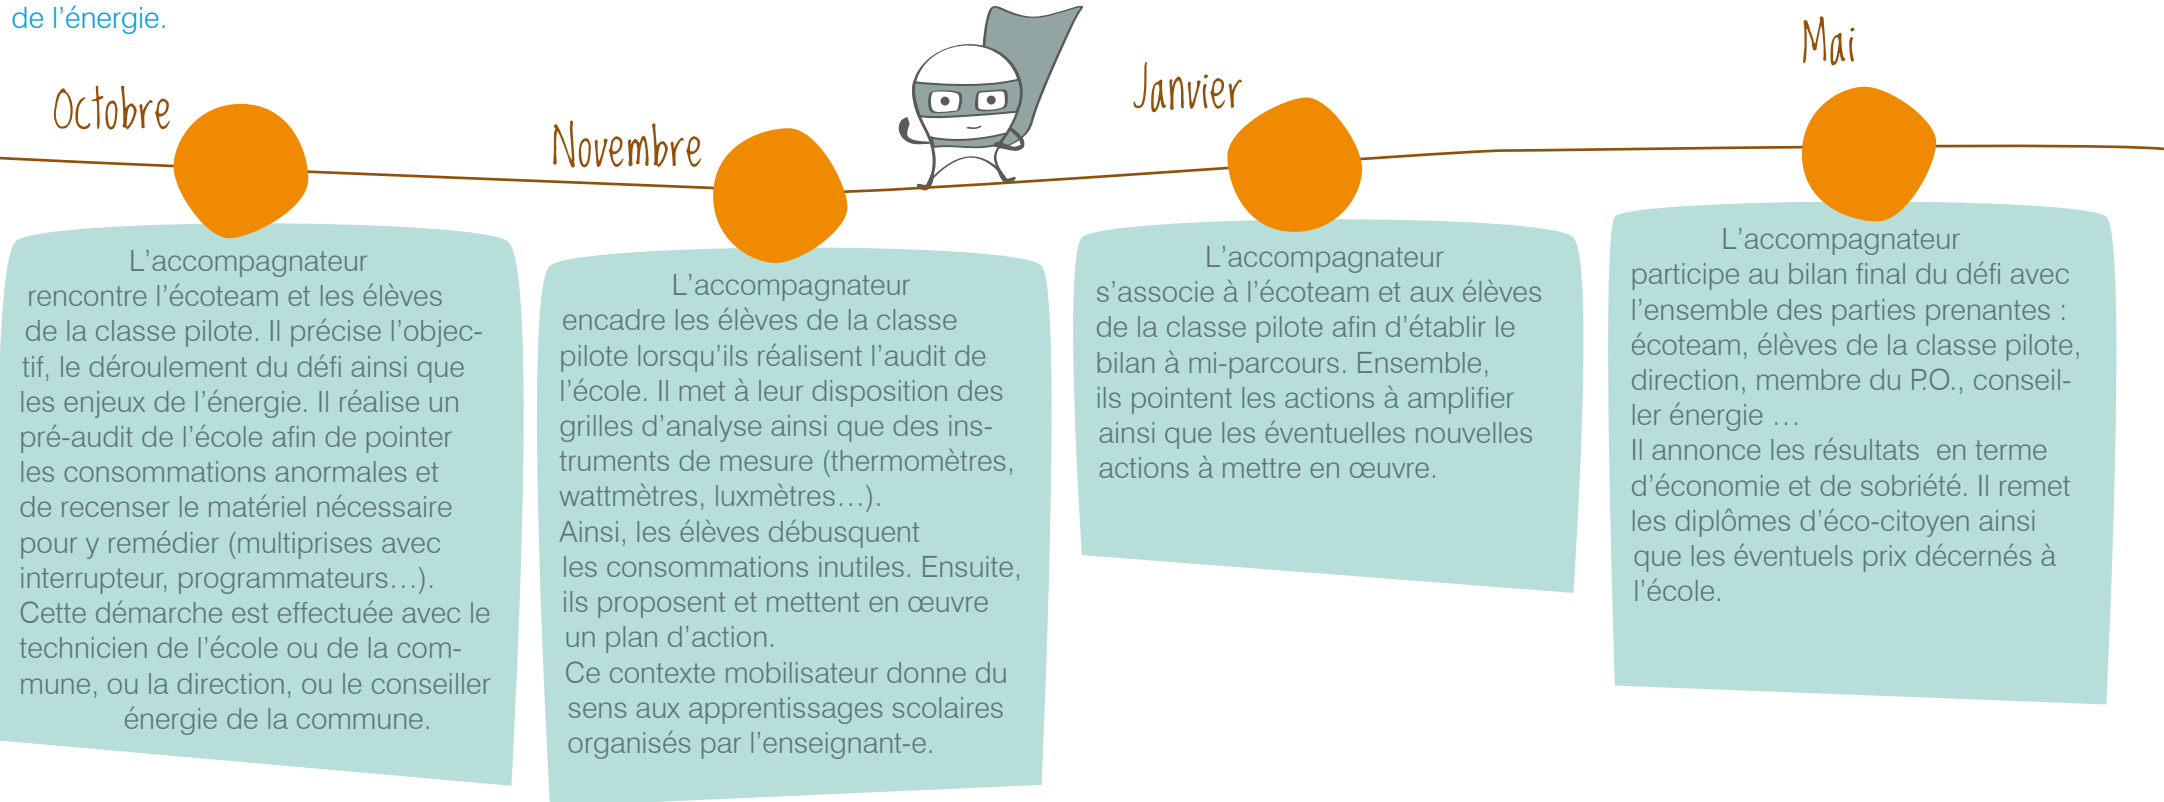 de l’énergie.
Octobre
L’accompagnateur
rencontre l’écoteam et les élèves
de la classe pilote. Il précise l’objec-
tif, le déroulement du défi ainsi que
les enjeux de l’énergie. Il réalise un
pré-audit de l’école afin de pointer
les consommations anormales et
de recenser le matériel nécessaire
pour y remédier (multiprises avec
interrupteur, programmateurs…).
Cette démarche est effectuée avec le
technicien de l’école ou de la com-
mune, ou la direction, ou le conseiller
énergie de la commune.
Novembre
L’accompagnateur
encadre les élèves de la classe
pilote lorsqu’ils réalisent l’audit de
l’école. Il met à leur disposition des
grilles d’analyse ainsi que des ins-
truments de mesure (thermomètres,
wattmètres, luxmètres…).
Ainsi, les élèves débusquent
les consommations inutiles. Ensuite,
ils proposent et mettent en œuvre
un plan d’action.
Ce contexte mobilisateur donne du
sens aux apprentissages scolaires
organisés par l’enseignant-e.
Janvier
L’accompagnateur
s’associe à l’écoteam et aux élèves
de la classe pilote afin d’établir le
bilan à mi-parcours. Ensemble,
ils pointent les actions à amplifier
ainsi que les éventuelles nouvelles
actions à mettre en œuvre.
Mai
L’accompagnateur
participe au bilan final du défi avec
l’ensemble des parties prenantes :
écoteam, élèves de la classe pilote,
direction, membre du P.O., conseil-
ler énergie …
Il annonce les résultats  en terme
d’économie et de sobriété. Il remet
les diplômes d’éco-citoyen ainsi
que les éventuels prix décernés à
l’école.